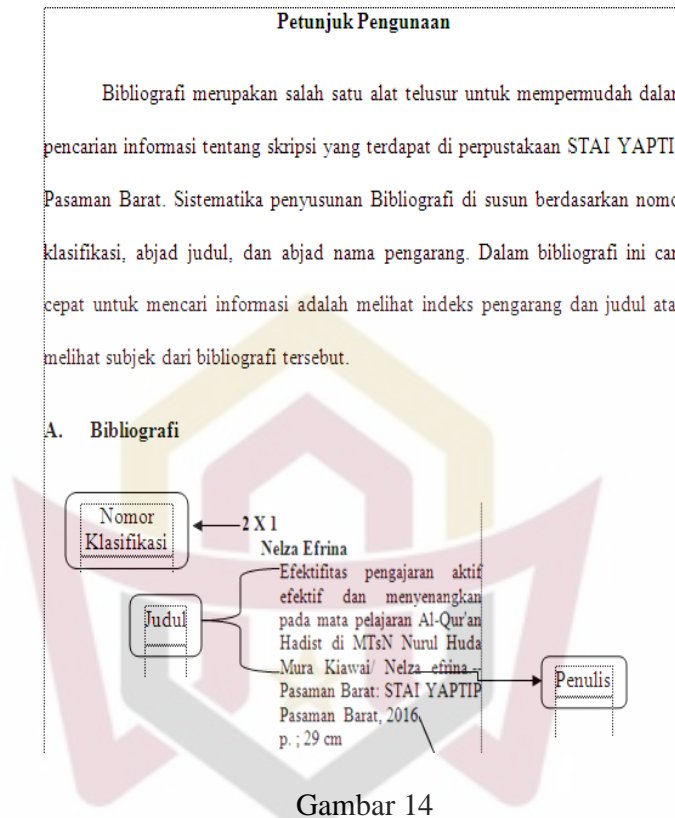 Petunjuk Pengunaan
Bibliografi merupakan salah satu alat telusur untuk mempermudah dalam
pencarian informasi tentang skripsi yang terdapat di perpustakaan STAI YAPTI
Pasaman Barat. Sistematika penyusunan Bibliografi di susun berdasarkan nomo
klasifikasi, abjad judul, dan abjad nama pengarang. Dalam bibliografi ini car
cepat untuk mencari informasi adalah melihat indeks pengarang dan judul ata
melihat subjek dari bibliografi tersebut.
A. Bibliografi
Nomor
Klasifikasi
2 X 1
Nelza Efrina
Judul
Efektifitas pengajaran aktif
efektif dan menyenangkan
pada mata pelajaran Al-Qur'an
Hadist di MTsN Nurul Huda
Mura Kiawai/ Nelza efrina.--
Pasaman Barat: STAI YAPTIP
Pasaman Barat, 2016
p. ; 29 cm
Penulis
Gambar 14